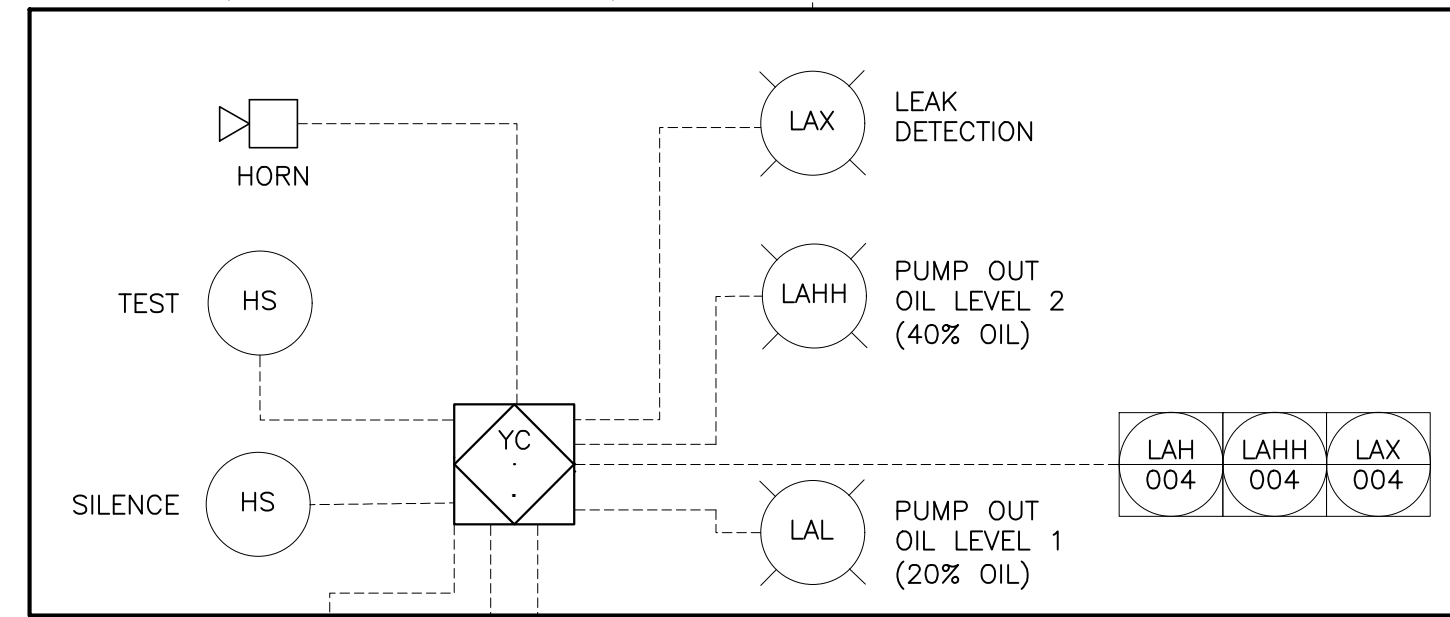 HORN
TEST
HS
SILENCE
HS
YC
LAX
LEAK
DETECTION
LAHH
PUMP OUT
OIL LEVEL 2
(40% OIL)
LAL
PUMP OUT
OIL LEVEL 1
(20% OIL)
LAH
004
LAHH
004
LAX
004